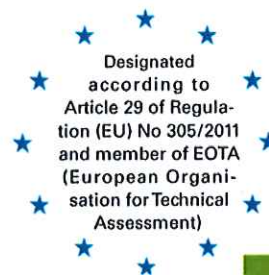 Designated
according to
Article 29 of Regula-
tion (EU) No 305/2011
and member of EOTA
(European Organi-
sation for Technical
Assessment)